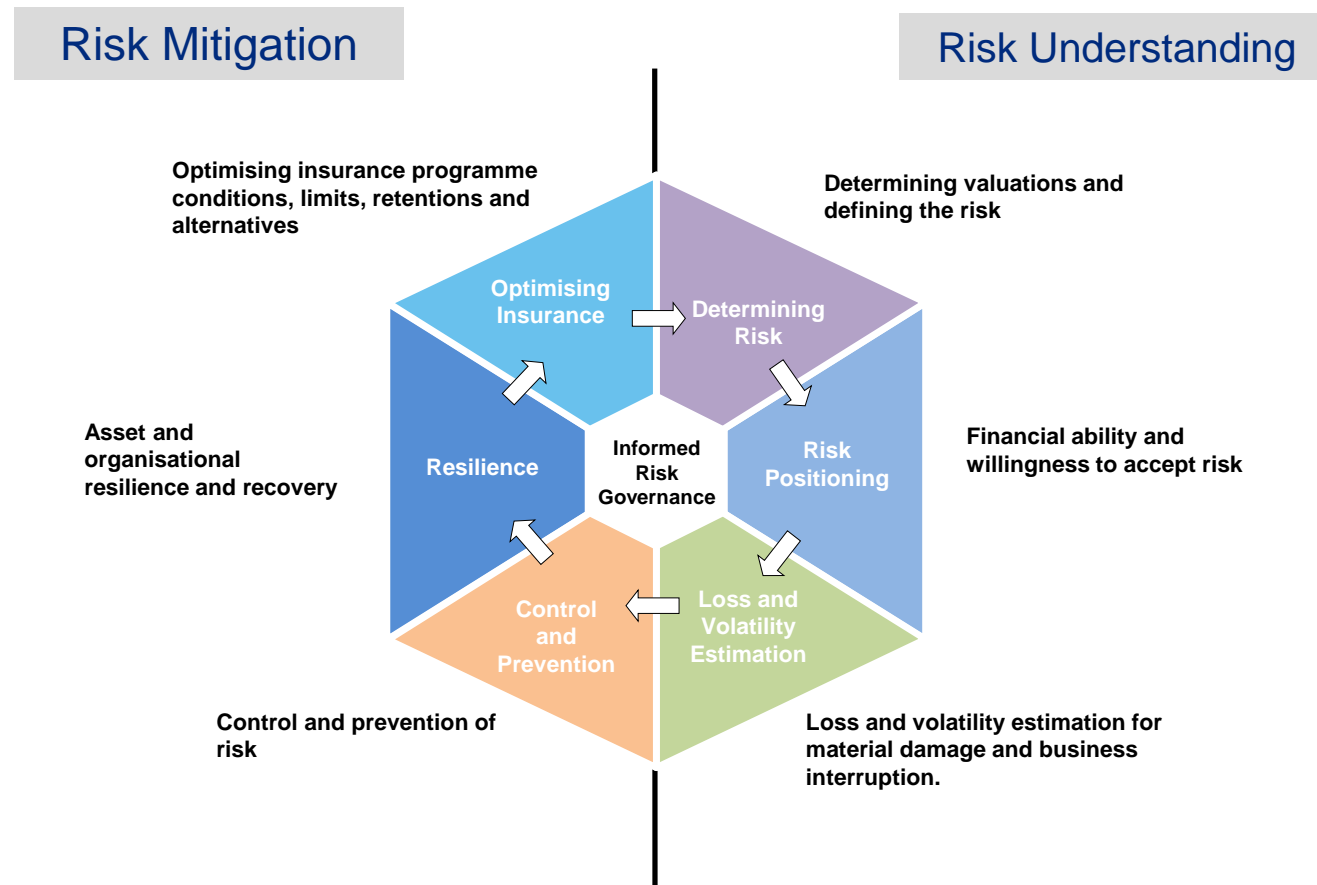 Risk Mitigation
Risk Understanding
Optimising insurance programme
conditions, limits, retentions and
alternatives
Determining valuations and
defining the risk
Optimising
Insurance
Determining
Risk
Asset and
organisational
resilience and recovery
Resilience
Informed
Risk
Governance
Risk
Positioning
Financial ability and
willingness to accept risk
Control
and
Prevention
Loss and
Volatility
Estimation
Control and prevention of
risk
Loss and volatility estimation for
material damage and business
interruption.